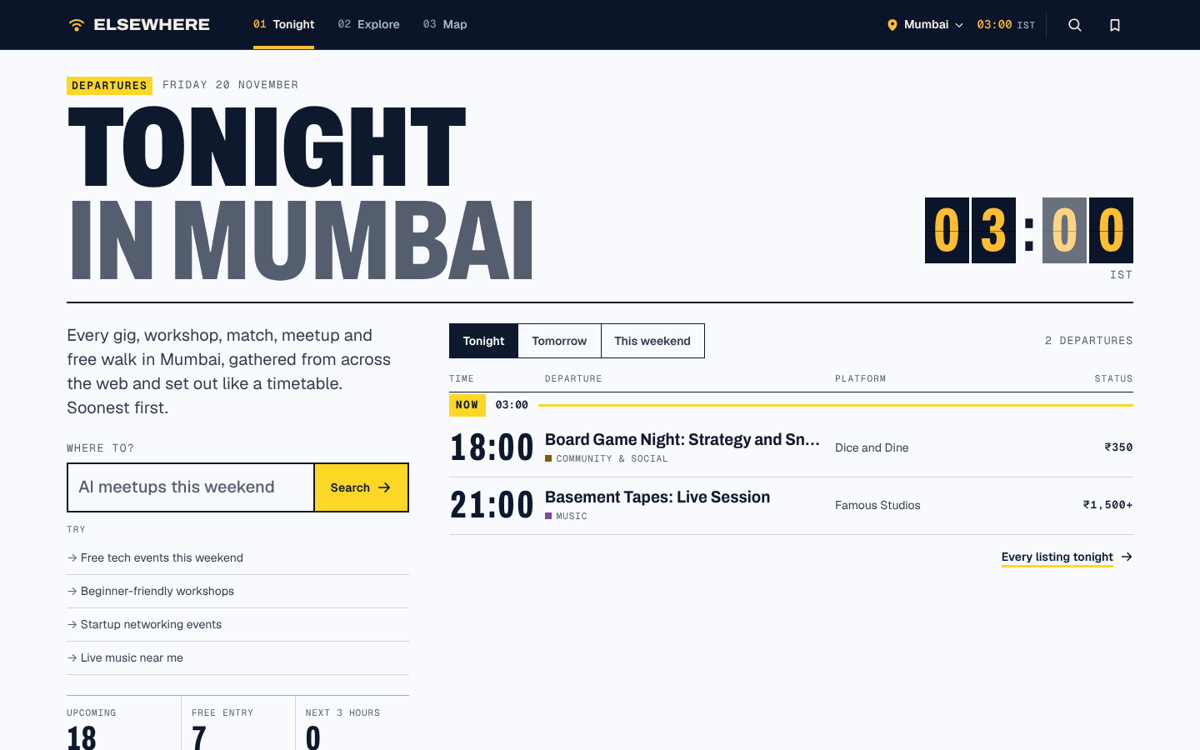 ELSEWHERE
01 Tonight
02 Explore
03 Map
Mumbai
03:00 IST
DEPARTURES FRIDAY 20 NOVEMBER
TONIGHT
IN MUMBAI
03:00
IST
Every gig, workshop, match, meetup and
free walk in Mumbai, gathered from across
the web and set out like a timetable.
Soonest first.
WHERE TO?
AI meetups this weekend
Search →
TRY
→ Free tech events this weekend
→ Beginner-friendly workshops
→ Startup networking events
→ Live music near me
UPCOMING
18
FREE ENTRY
7
NEXT 3 HOURS
0
Tonight
Tomorrow
This weekend
2 DEPARTURES
TIME DEPARTURE PLATFORM STATUS
NOW 03:00
18:00 Board Game Night: Strategy and Sn... Dice and Dine ₹350
COMMUNITY & SOCIAL
21:00 Basement Tapes: Live Session Famous Studios ₹1,500+
MUSIC
Every listing tonight →